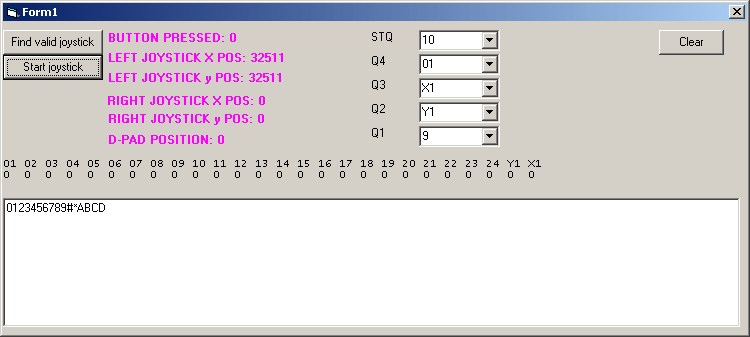 Form1
Find valid joystick
Start joystick
BUTTON PRESSED: 0
LEFT JOYSTICK X POS: 32511
LEFT JOYSTICK y POS: 32511
RIGHT JOYSTICK X POS: 0
RIGHT JOYSTICK y POS: 0
D-PAD POSITION: 0
STQ 10
Q4 01
Q3 X1
Q2 Y1
Q1 9
Clear
01 02 03 04 05 06 07 08 09 10 11 12 13 14 15 16 17 18 19 20 21 22 23 24 Y1 X1
0 0 0 0 0 0 0 0 0 0 0 0 0 0 0 0 0 0 0 0 0 0 0 0 0 0
0123456789#*ABCD